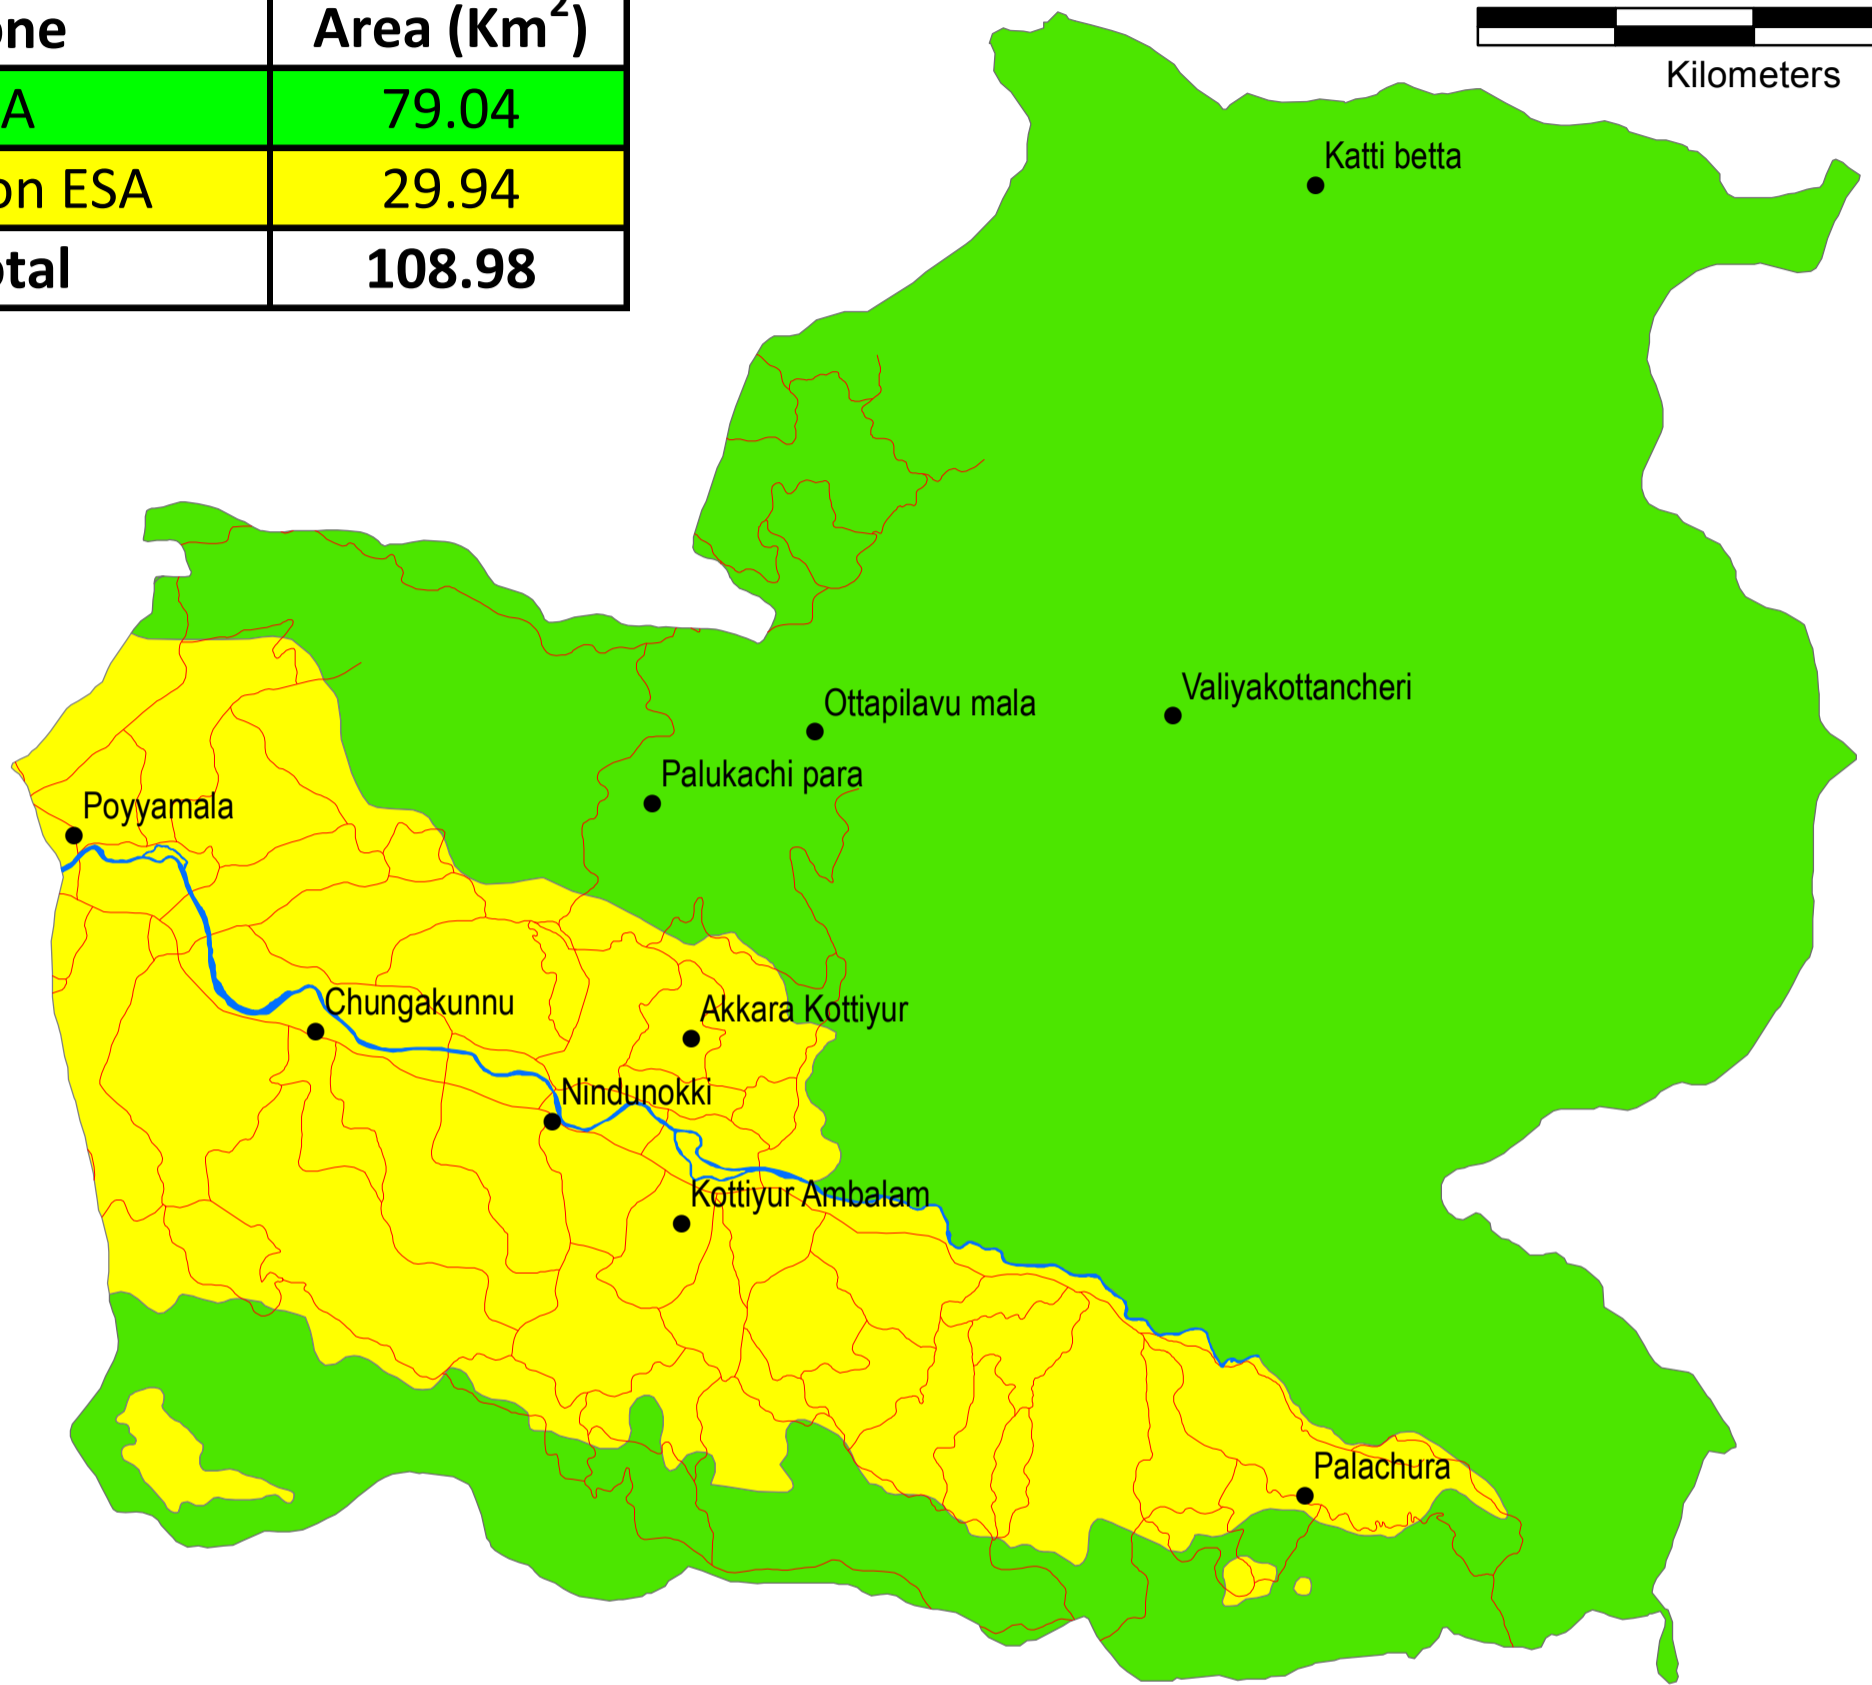 one Area (Km²)
A 79.04
on ESA 29.94
otal 108.98
Kilometers
Katti betta
Valiyakottancheri
Ottapilavu mala
Palukachi para
Poyyamala
Chungakunnu
Akkara Kottiyur
Nindunokki
Kottiyur Ambalam
Palachura